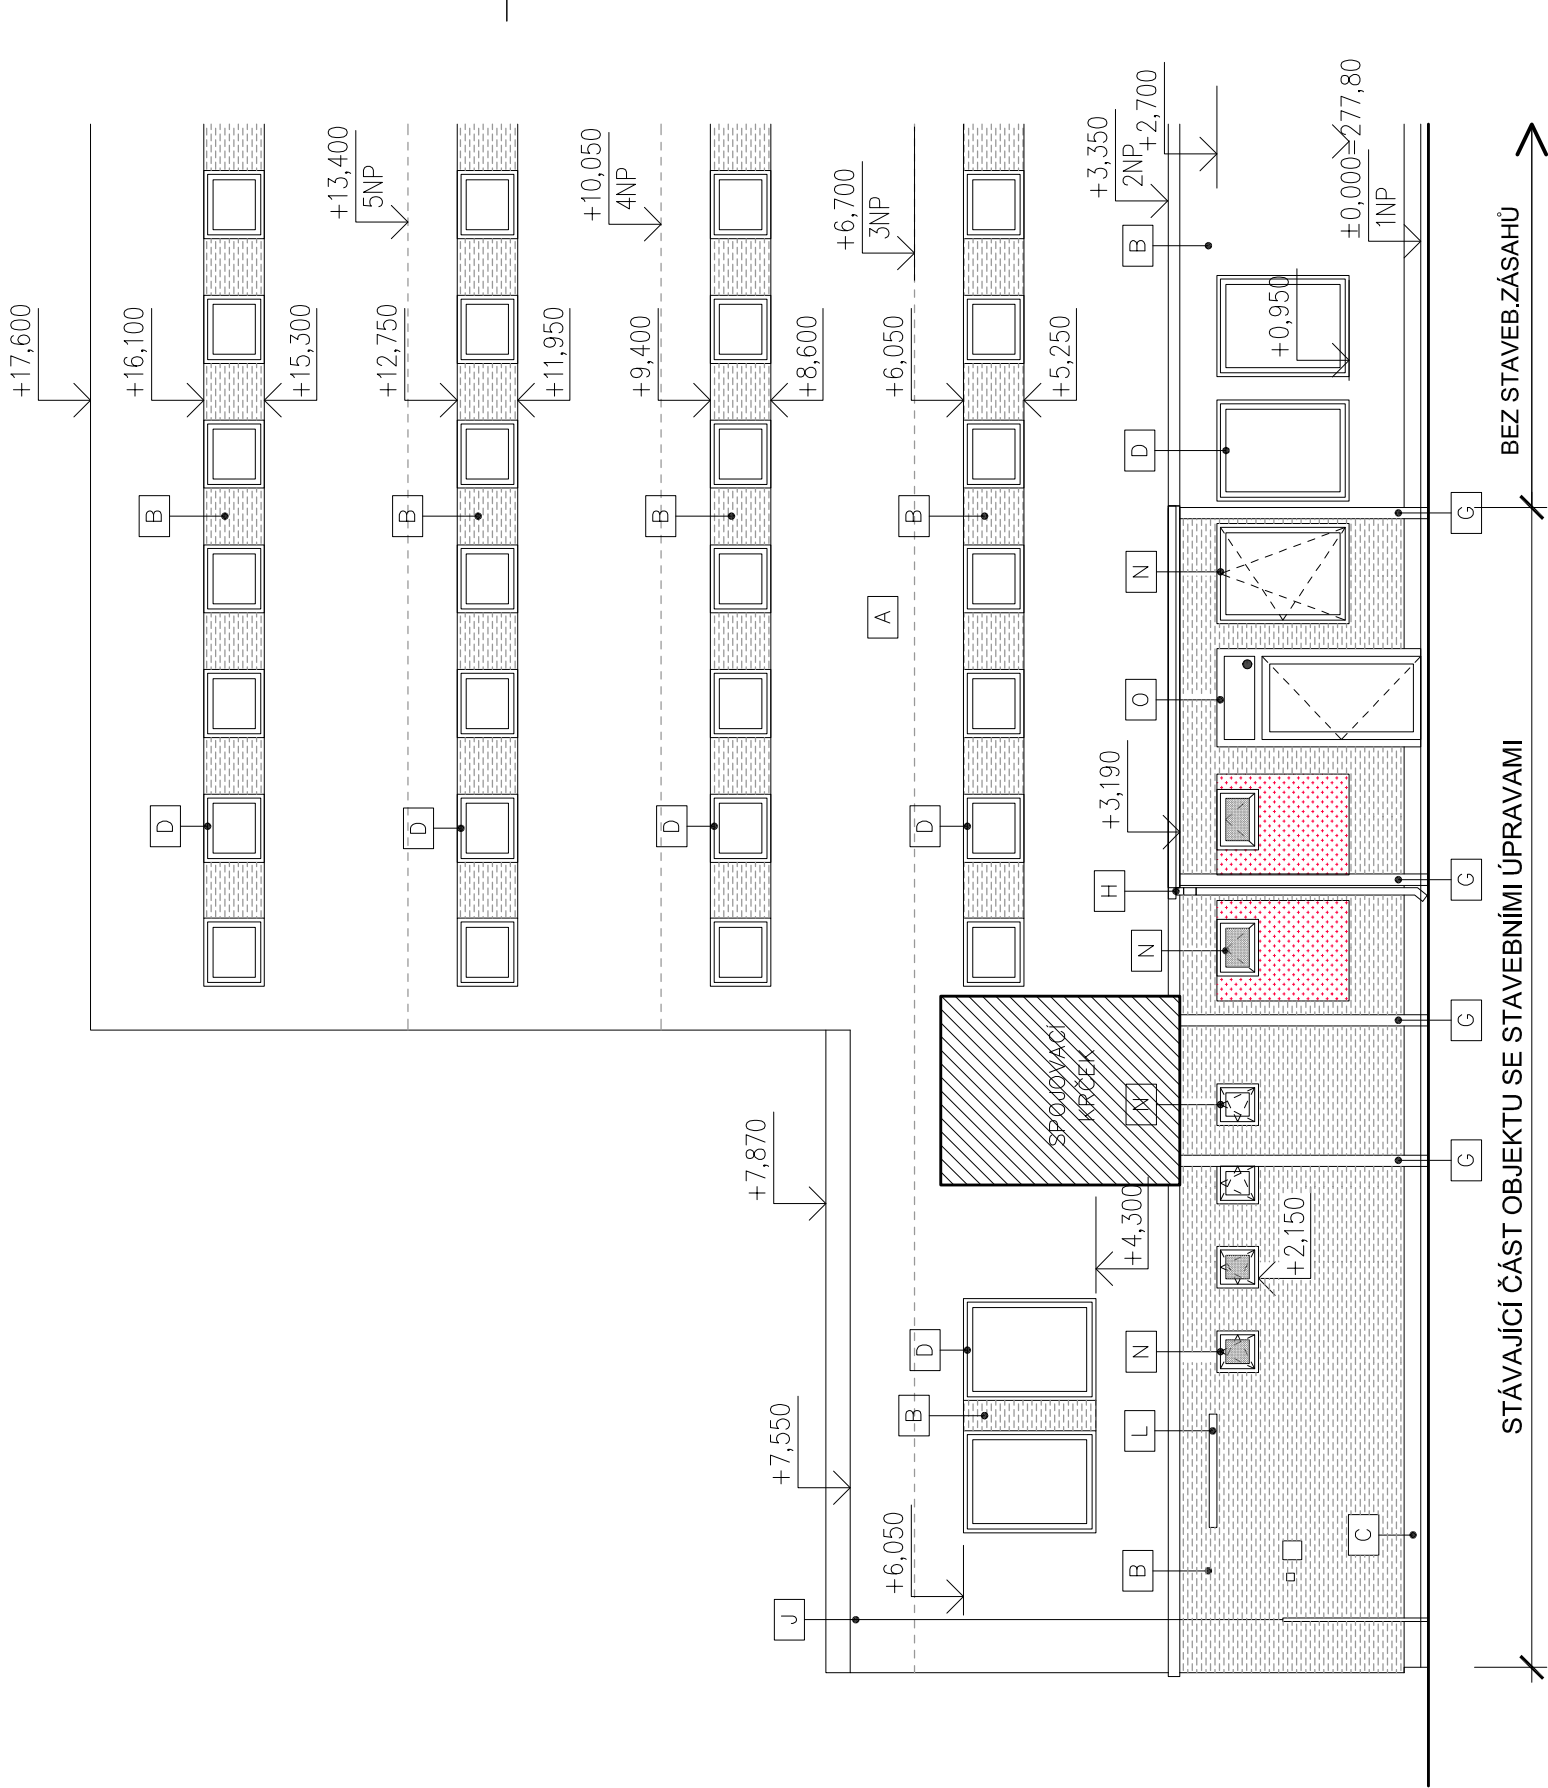 +17,600
+16,100
+15,300
B
D
+13,400
5NP
+12,750
+11,950
B
D
+10,050
4NP
+9,400
+8,600
B
D
+6,700
3NP
+6,050
+5,250
B
D
A
+7,870
+7,550
J
+6,050
B
D
+4,300
SPOJOVACÍ
KRČEK
+3,350
2NP
+2,700
+3,190
B
D
N
O
H
N
N
N
L
B
+0,950
±0,000=277,80
1NP
+2,150
C
G
G
G
G
STÁVAJÍCÍ ČÁST OBJEKTU SE STAVEBNÍMI ÚPRAVAMI
BEZ STAVEB.ZÁSAHŮ